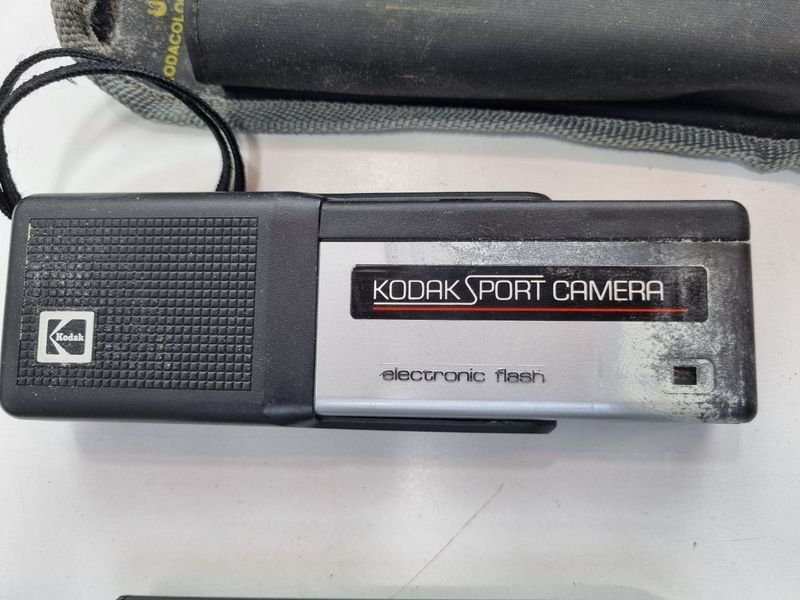 KODAK SPORT CAMERA
electronic flash
Kodak